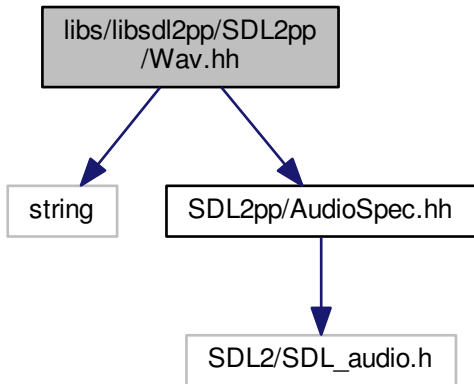 libs/libsdl2pp/SDL2pp
/Wav.hh
string
SDL2pp/AudioSpec.hh
SDL2/SDL_audio.h